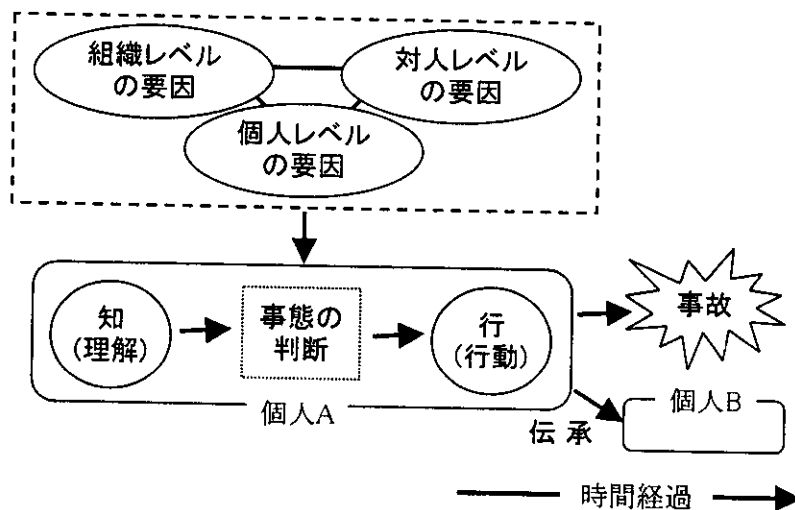 組織レベル
の要因
対人レベル
の要因
個人レベル
の要因
知
(理解)
事態の
判断
行
(行動)
事故
個人A
個人B
伝 承
時間経過